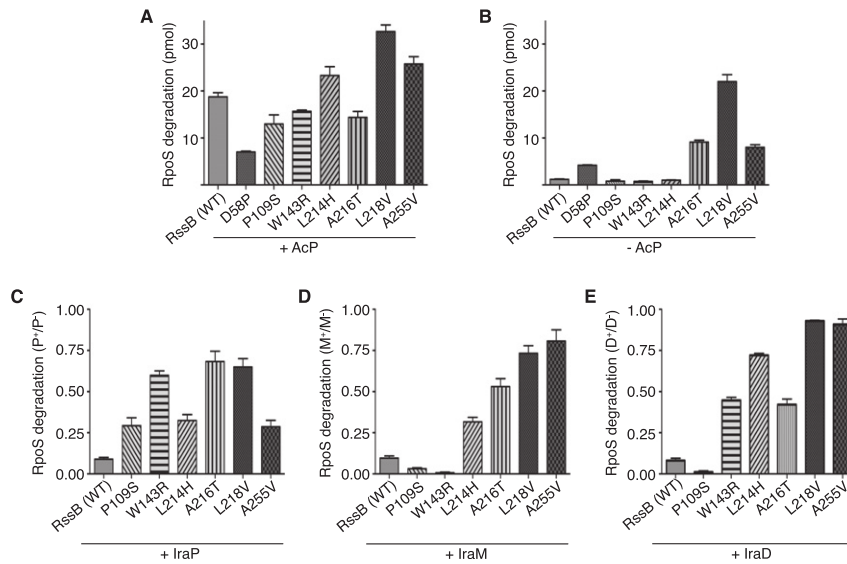 A
RpoS degradation (pmol)
30
20
10
RssB (WT)
D58P
P109S
W143R
L214H
A216T
L218V
A255V
+ AcP
B
RpoS degradation (pmol)
30
20
10
RssB (WT)
D58P
P109S
W143R
L214H
A216T
L218V
A255V
- AcP
C
RpoS degradation (P⁺/P⁻)
1.00
0.75
0.50
0.25
0.00
RssB (WT)
P109S
W143R
L214H
A216T
L218V
A255V
+ IraP
D
RpoS degradation (M⁺/M⁻)
1.00
0.75
0.50
0.25
0.00
RssB (WT)
P109S
W143R
L214H
A216T
L218V
A255V
+ IraM
E
RpoS degradation (D⁺/D⁻)
1.00
0.75
0.50
0.25
0.00
RssB (WT)
P109S
W143R
L214H
A216T
L218V
A255V
+ IraD